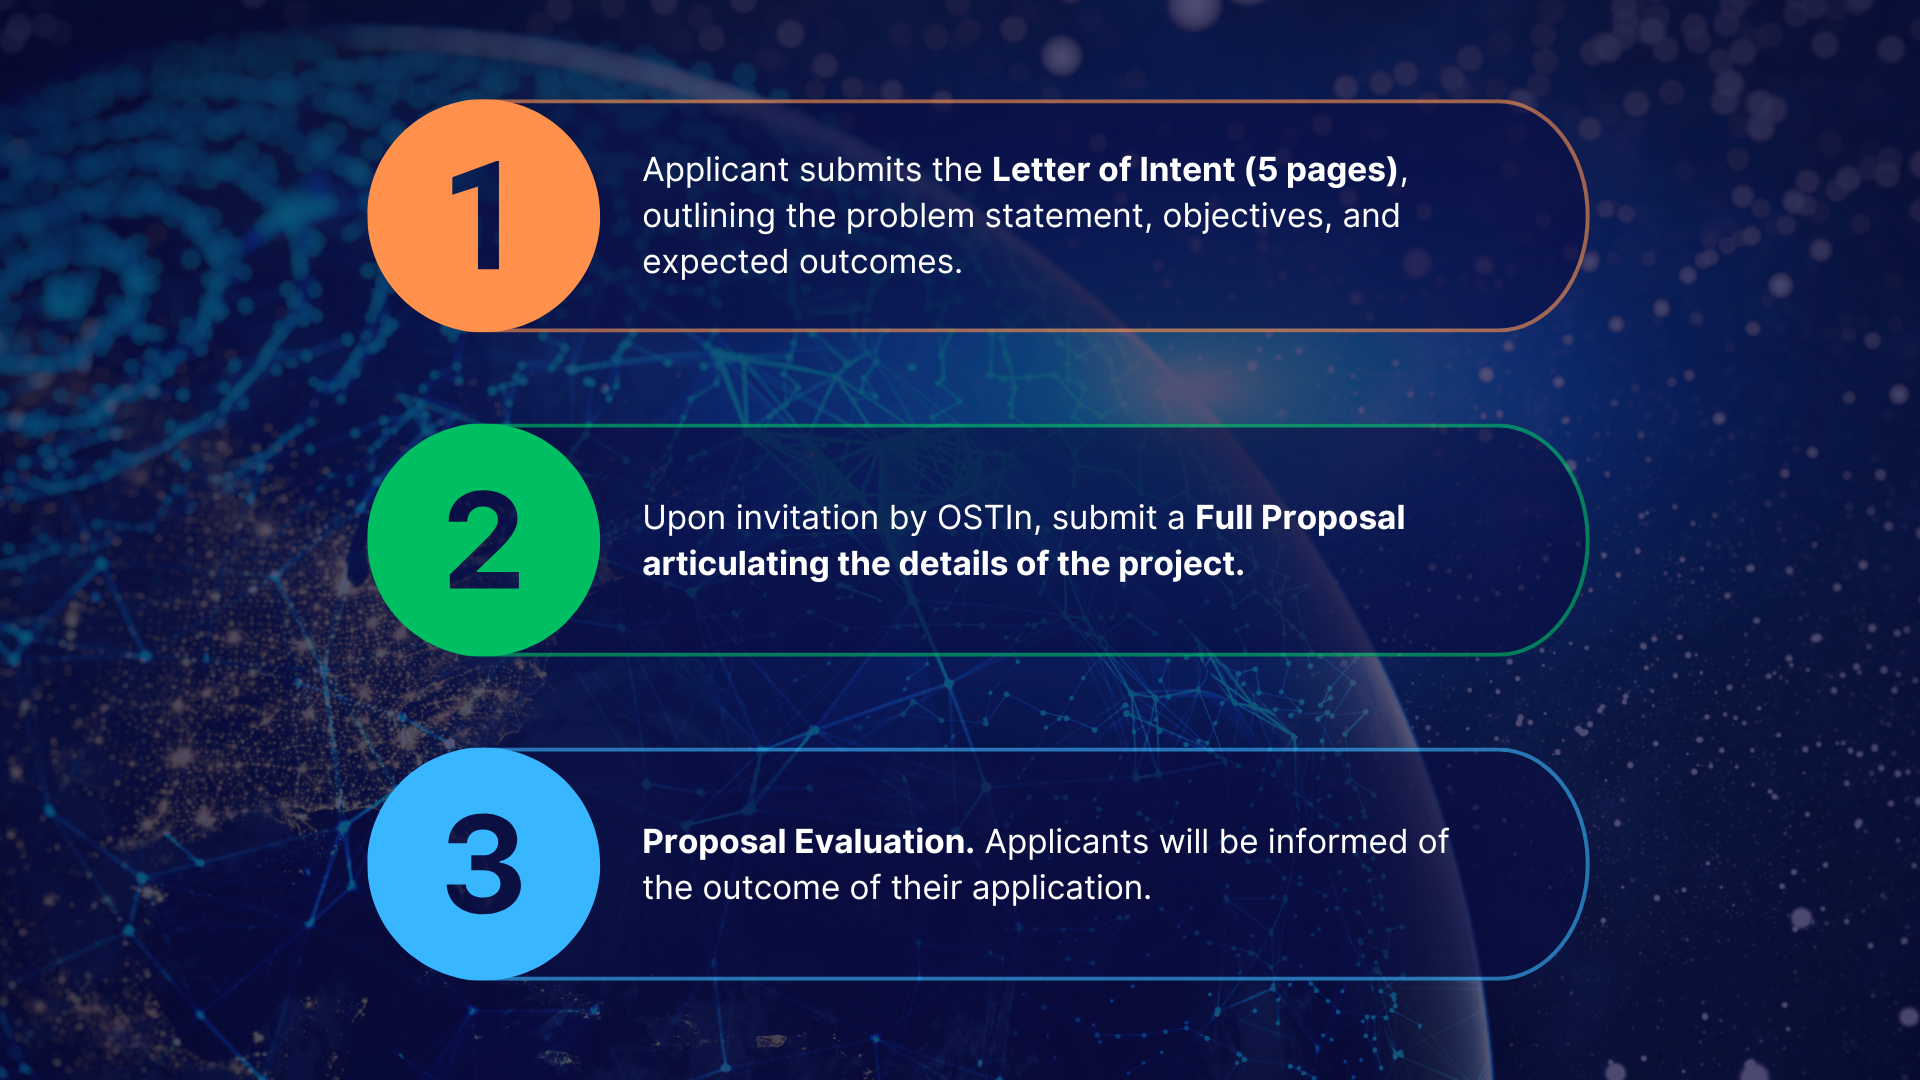 1
Applicant submits the Letter of Intent (5 pages),
outlining the problem statement, objectives, and
expected outcomes.
2
Upon invitation by OSTIn, submit a Full Proposal
articulating the details of the project.
3
Proposal Evaluation. Applicants will be informed of
the outcome of their application.